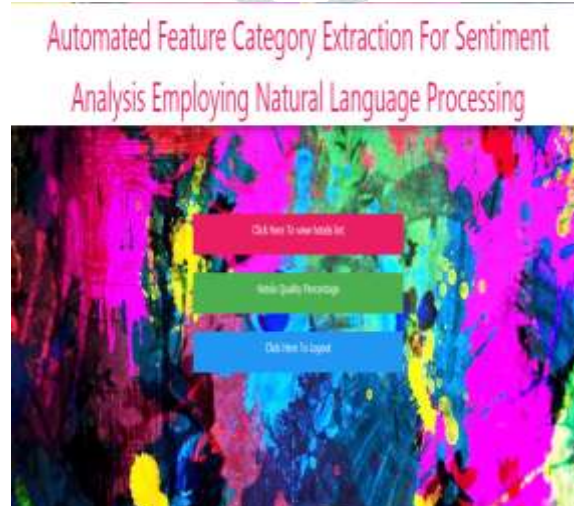 Automated Feature Category Extraction For Sentiment
Analysis Employing Natural Language Processing
Click Here To view hotels list
Hotels Quality Percentage
Click Here To Logout